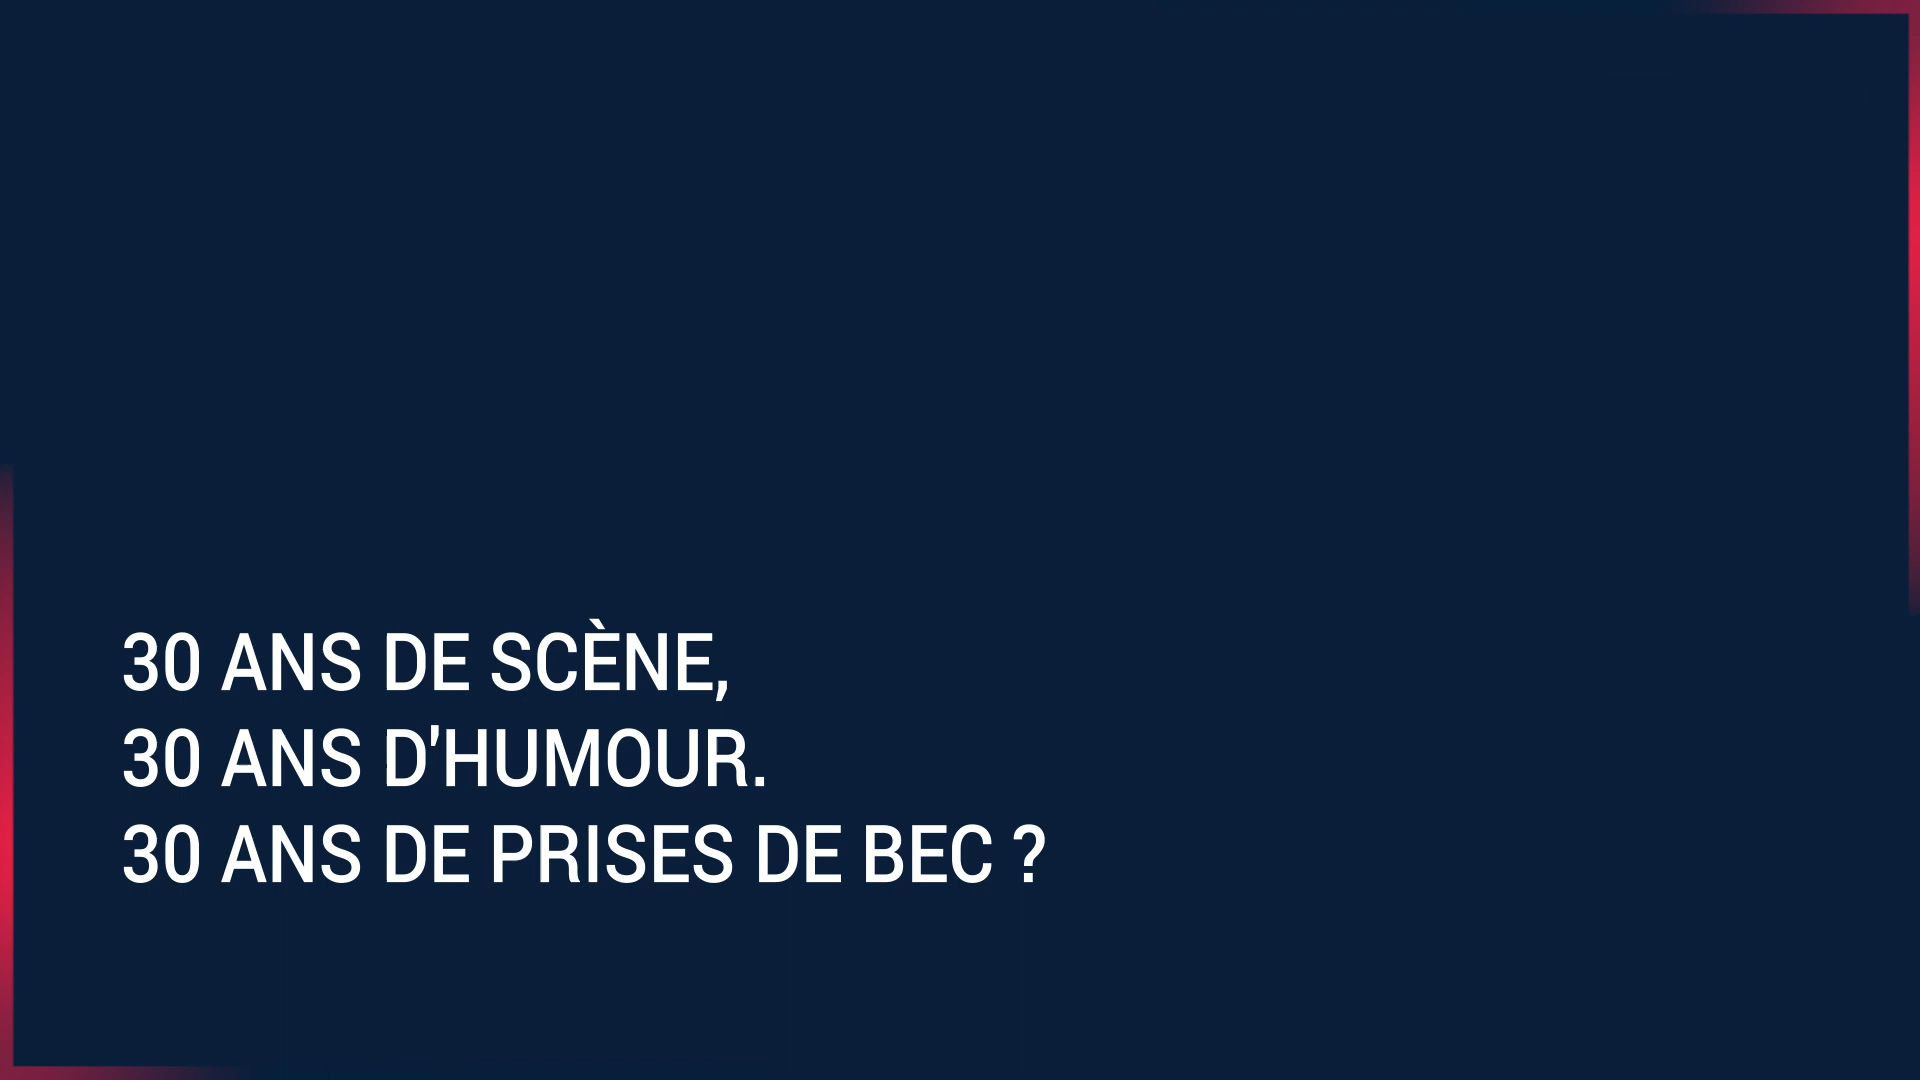 30 ANS DE SCÈNE,
30 ANS D'HUMOUR.
30 ANS DE PRISES DE BEC ?